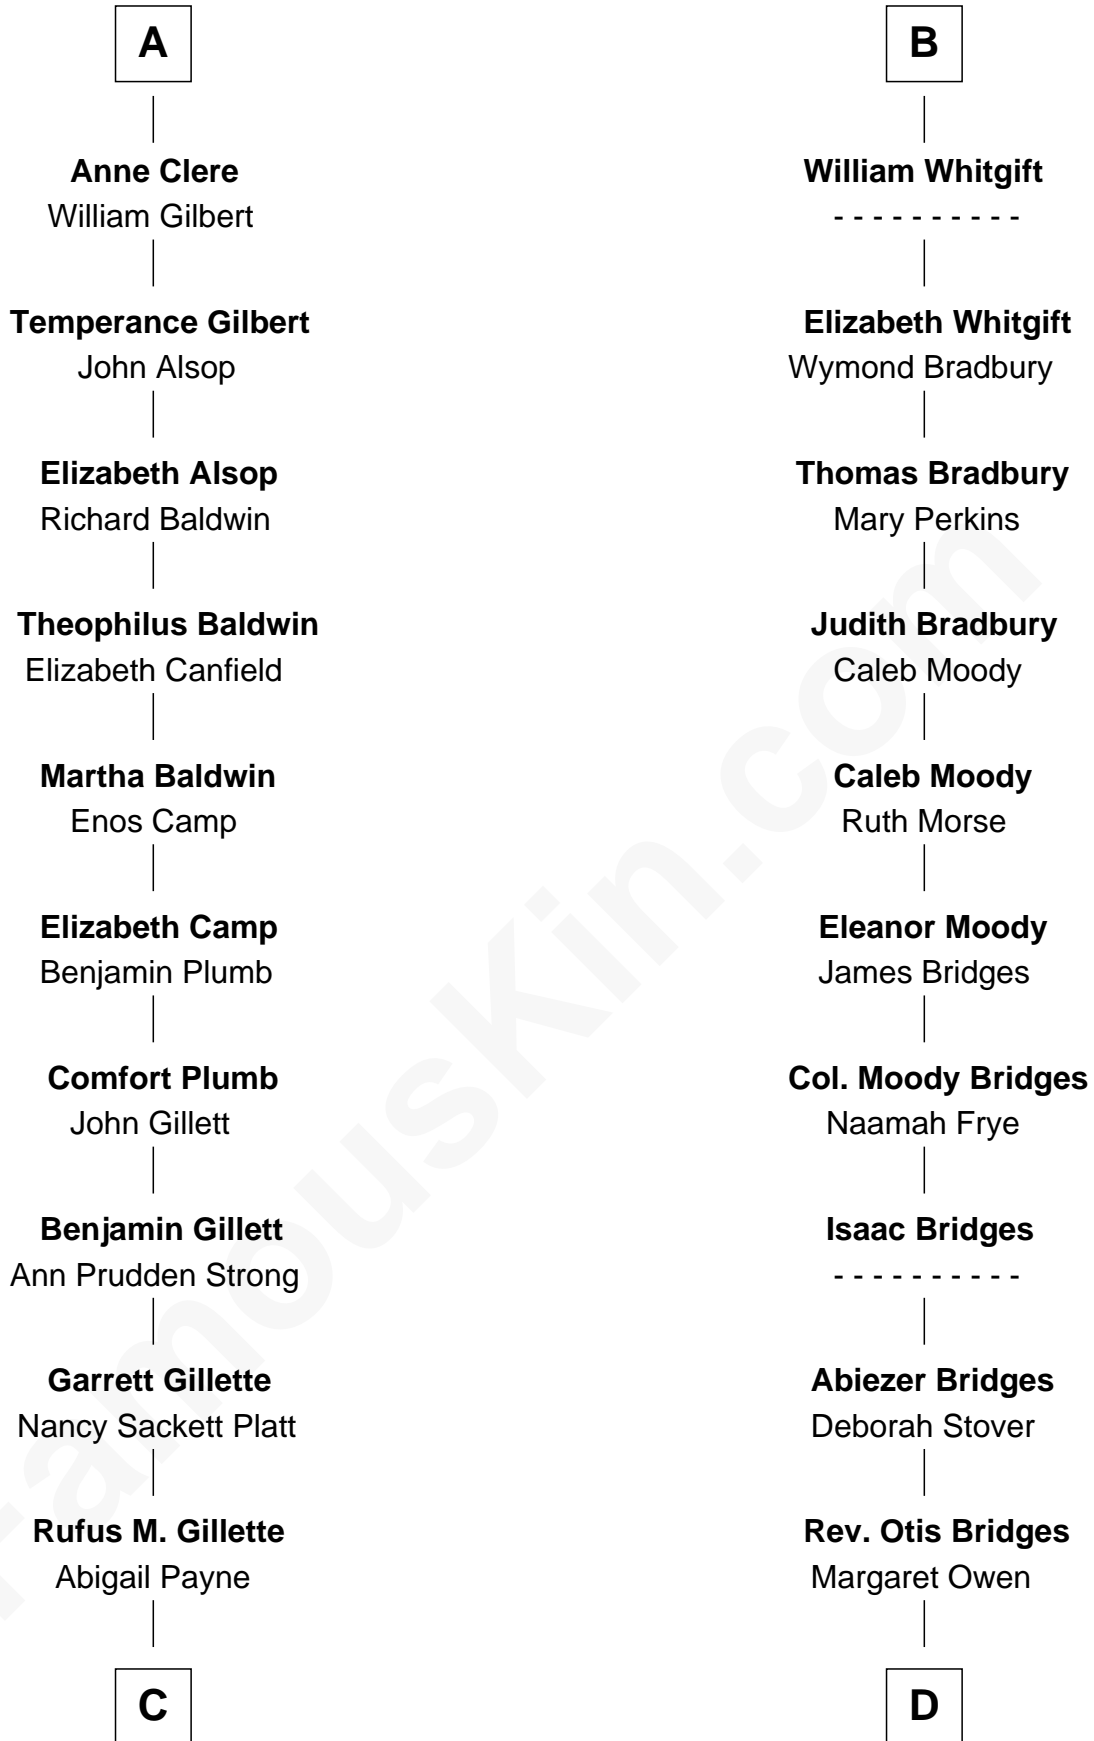 A
Anne Clere
William Gilbert
Temperance Gilbert
John Alsop
Elizabeth Alsop
Richard Baldwin
Theophilus Baldwin
Elizabeth Canfield
Martha Baldwin
Enos Camp
Elizabeth Camp
Benjamin Plumb
Comfort Plumb
John Gillett
Benjamin Gillett
Ann Prudden Strong
Garrett Gillette
Nancy Sackett Platt
Rufus M. Gillette
Abigail Payne
C
B
William Whitgift
- - - - - - - - - -
Elizabeth Whitgift
Wymond Bradbury
Thomas Bradbury
Mary Perkins
Judith Bradbury
Caleb Moody
Caleb Moody
Ruth Morse
Eleanor Moody
James Bridges
Col. Moody Bridges
Naamah Frye
Isaac Bridges
- - - - - - - - - -
Abiezer Bridges
Deborah Stover
Rev. Otis Bridges
Margaret Owen
D
FamousKin.com